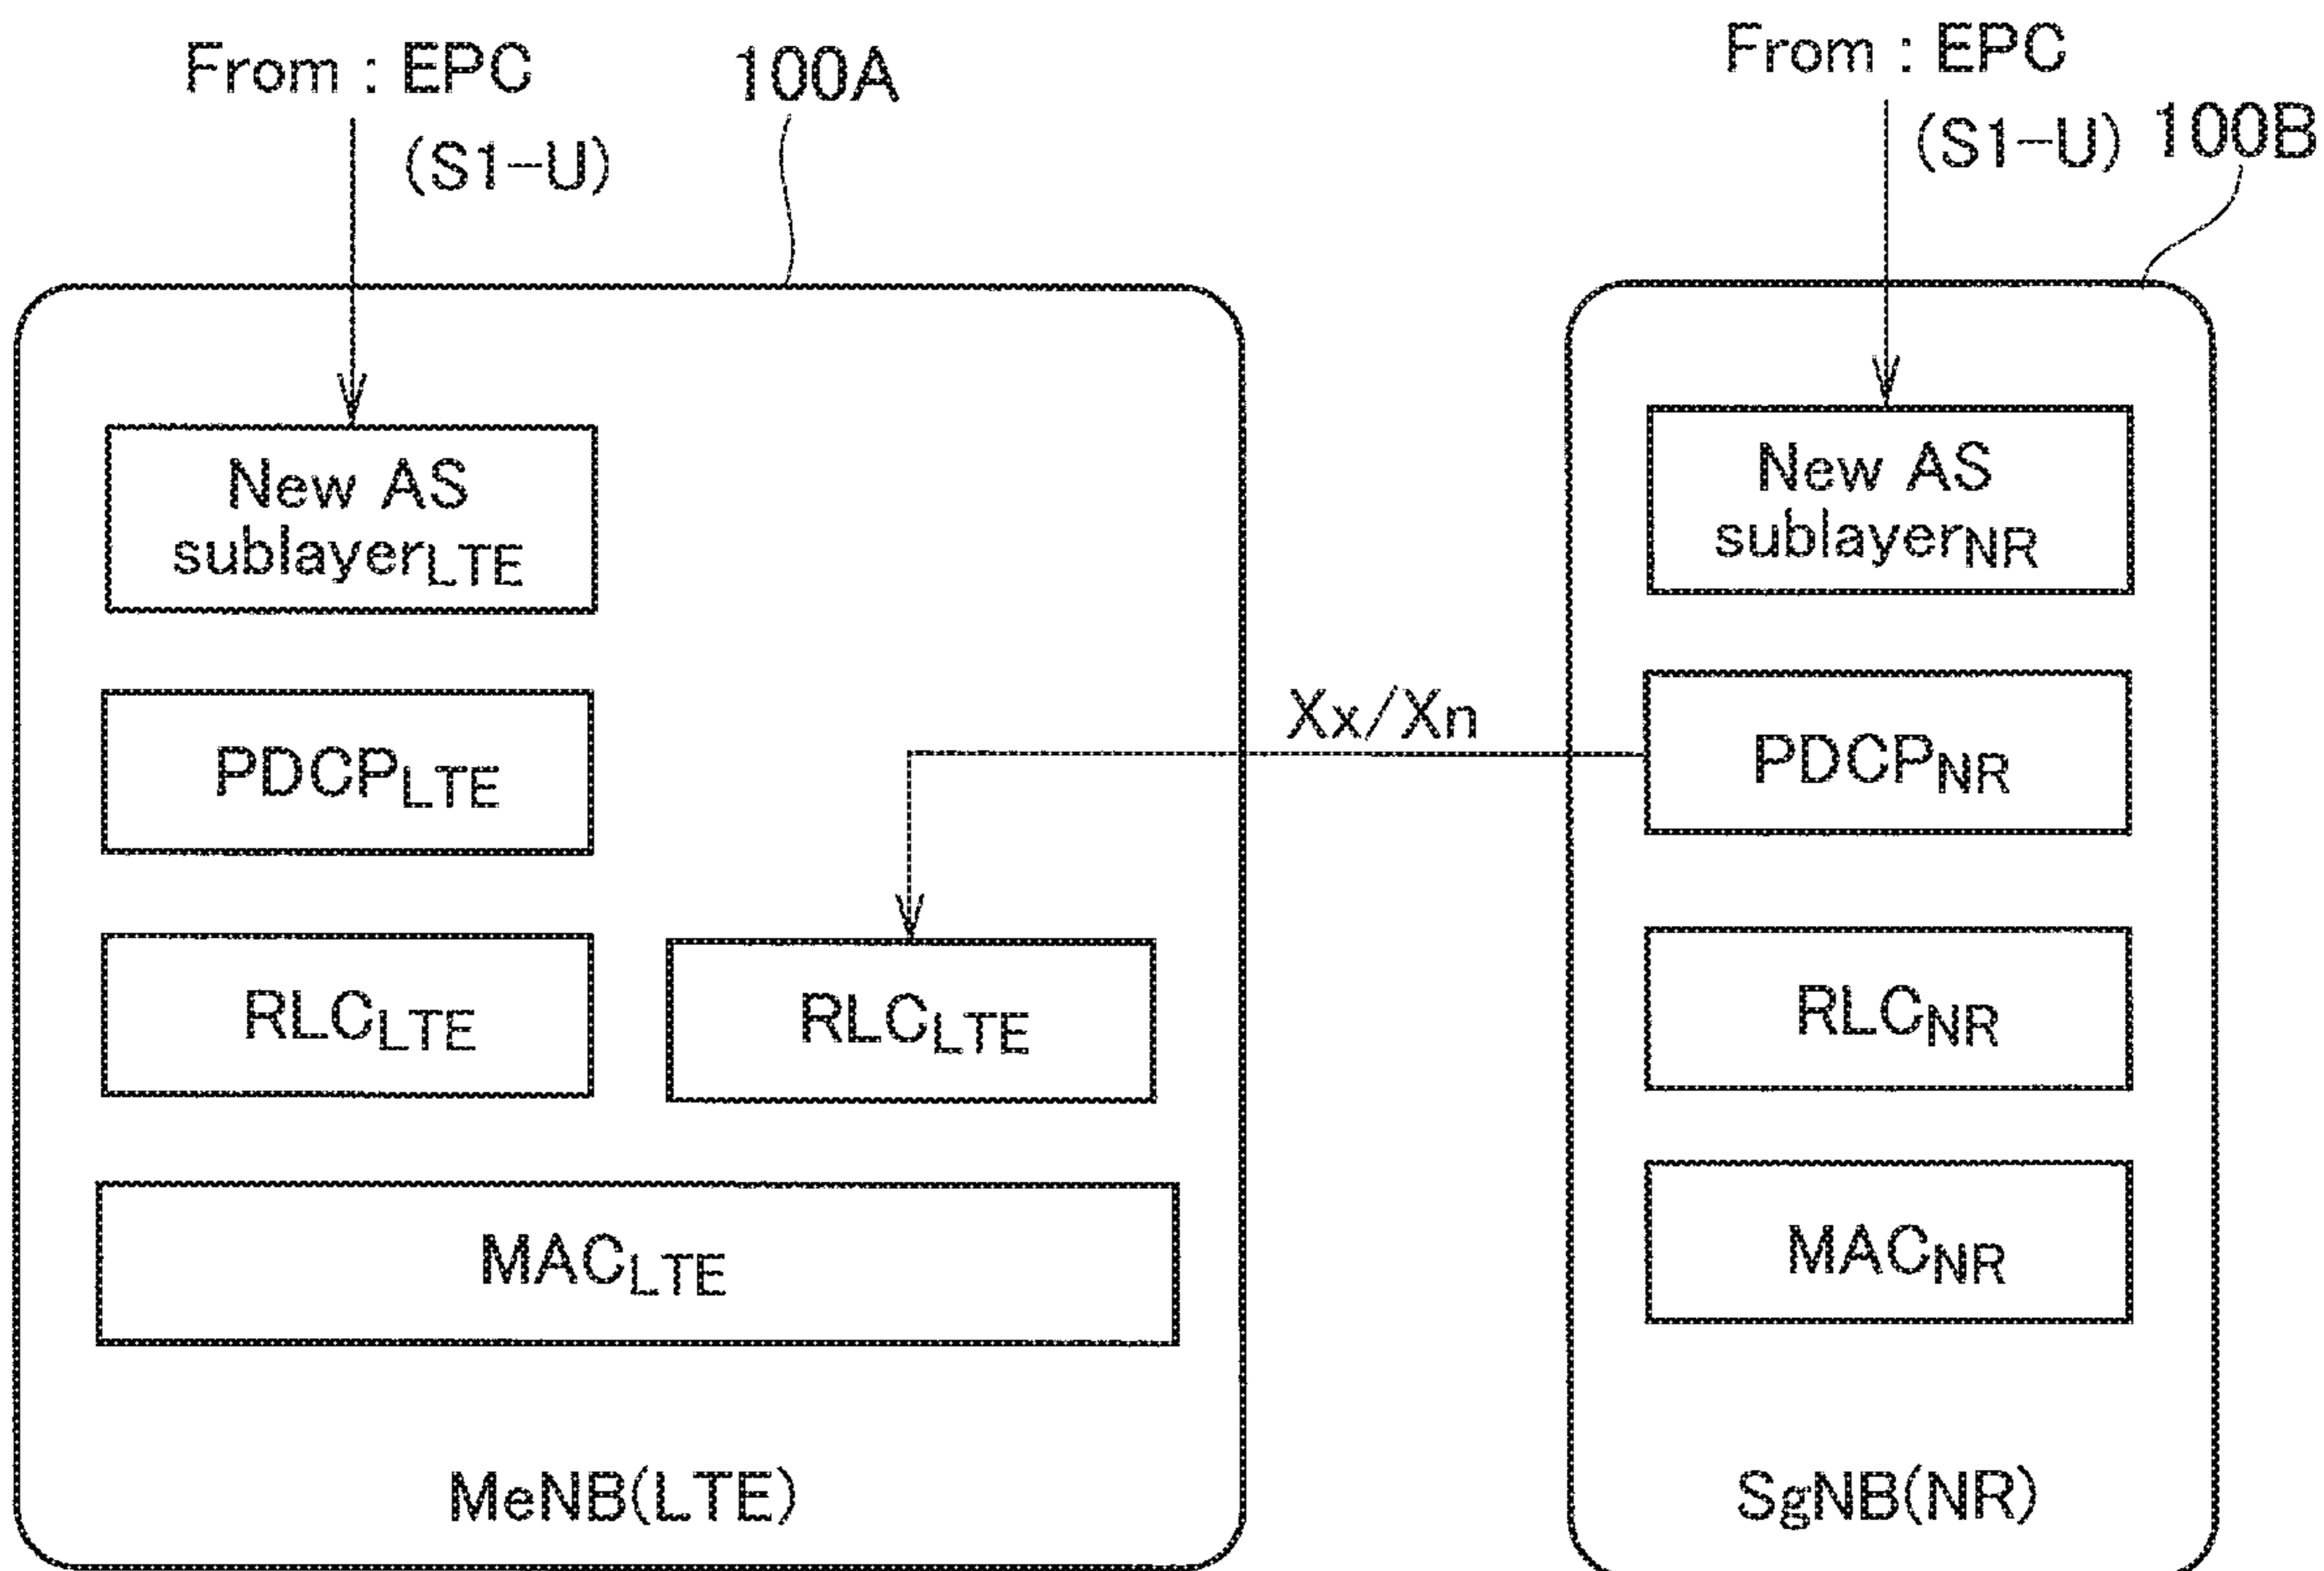 From : EPC
(S1-U)
100A
From : EPC
(S1-U)
100B
New AS
sublayerLTE
PDCPLTE
RLCLTE
RLCLTE
MACLTE
MeNB(LTE)
Xx/Xn
New AS
sublayerNR
PDCPNR
RLCNR
MACNR
SgNB(NR)